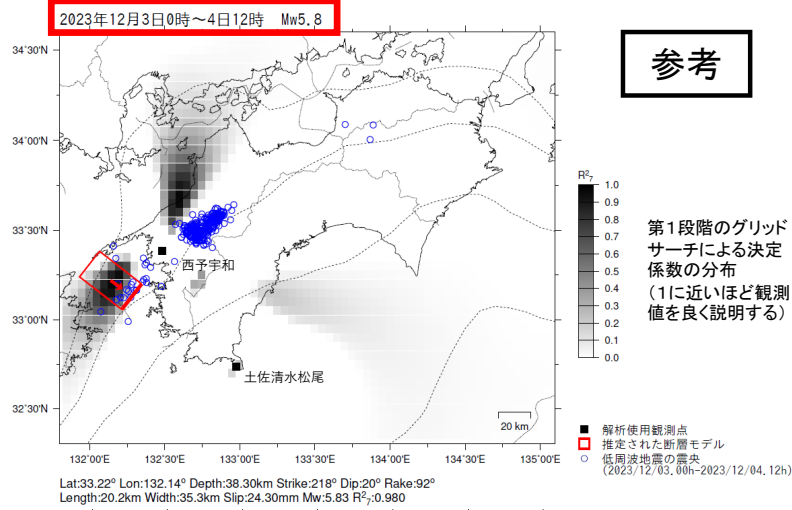 2023年12月3日0時～4日12時　Mw5.8
参考
34°30'N
34°00'N
33°30'N
33°00'N
32°30'N
132°00'E
132°30'E
133°00'E
133°30'E
134°00'E
134°30'E
135°00'E
西予宇和
土佐清水松尾
20 km
R²₇
1.0
0.9
0.8
0.7
0.6
0.5
0.4
0.3
0.2
0.1
0.0
第１段階のグリッド
サーチによる決定
係数の分布
（１に近いほど観測
値を良く説明する）
解析使用観測点
推定された断層モデル
低周波地震の震央
(2023/12/03.00h-2023/12/04.12h)
Lat:33.22° Lon:132.14° Depth:38.30km Strike:218° Dip:20° Rake:92°
Length:20.2km Width:35.3km Slip:24.30mm Mw:5.83 R²₇:0.980